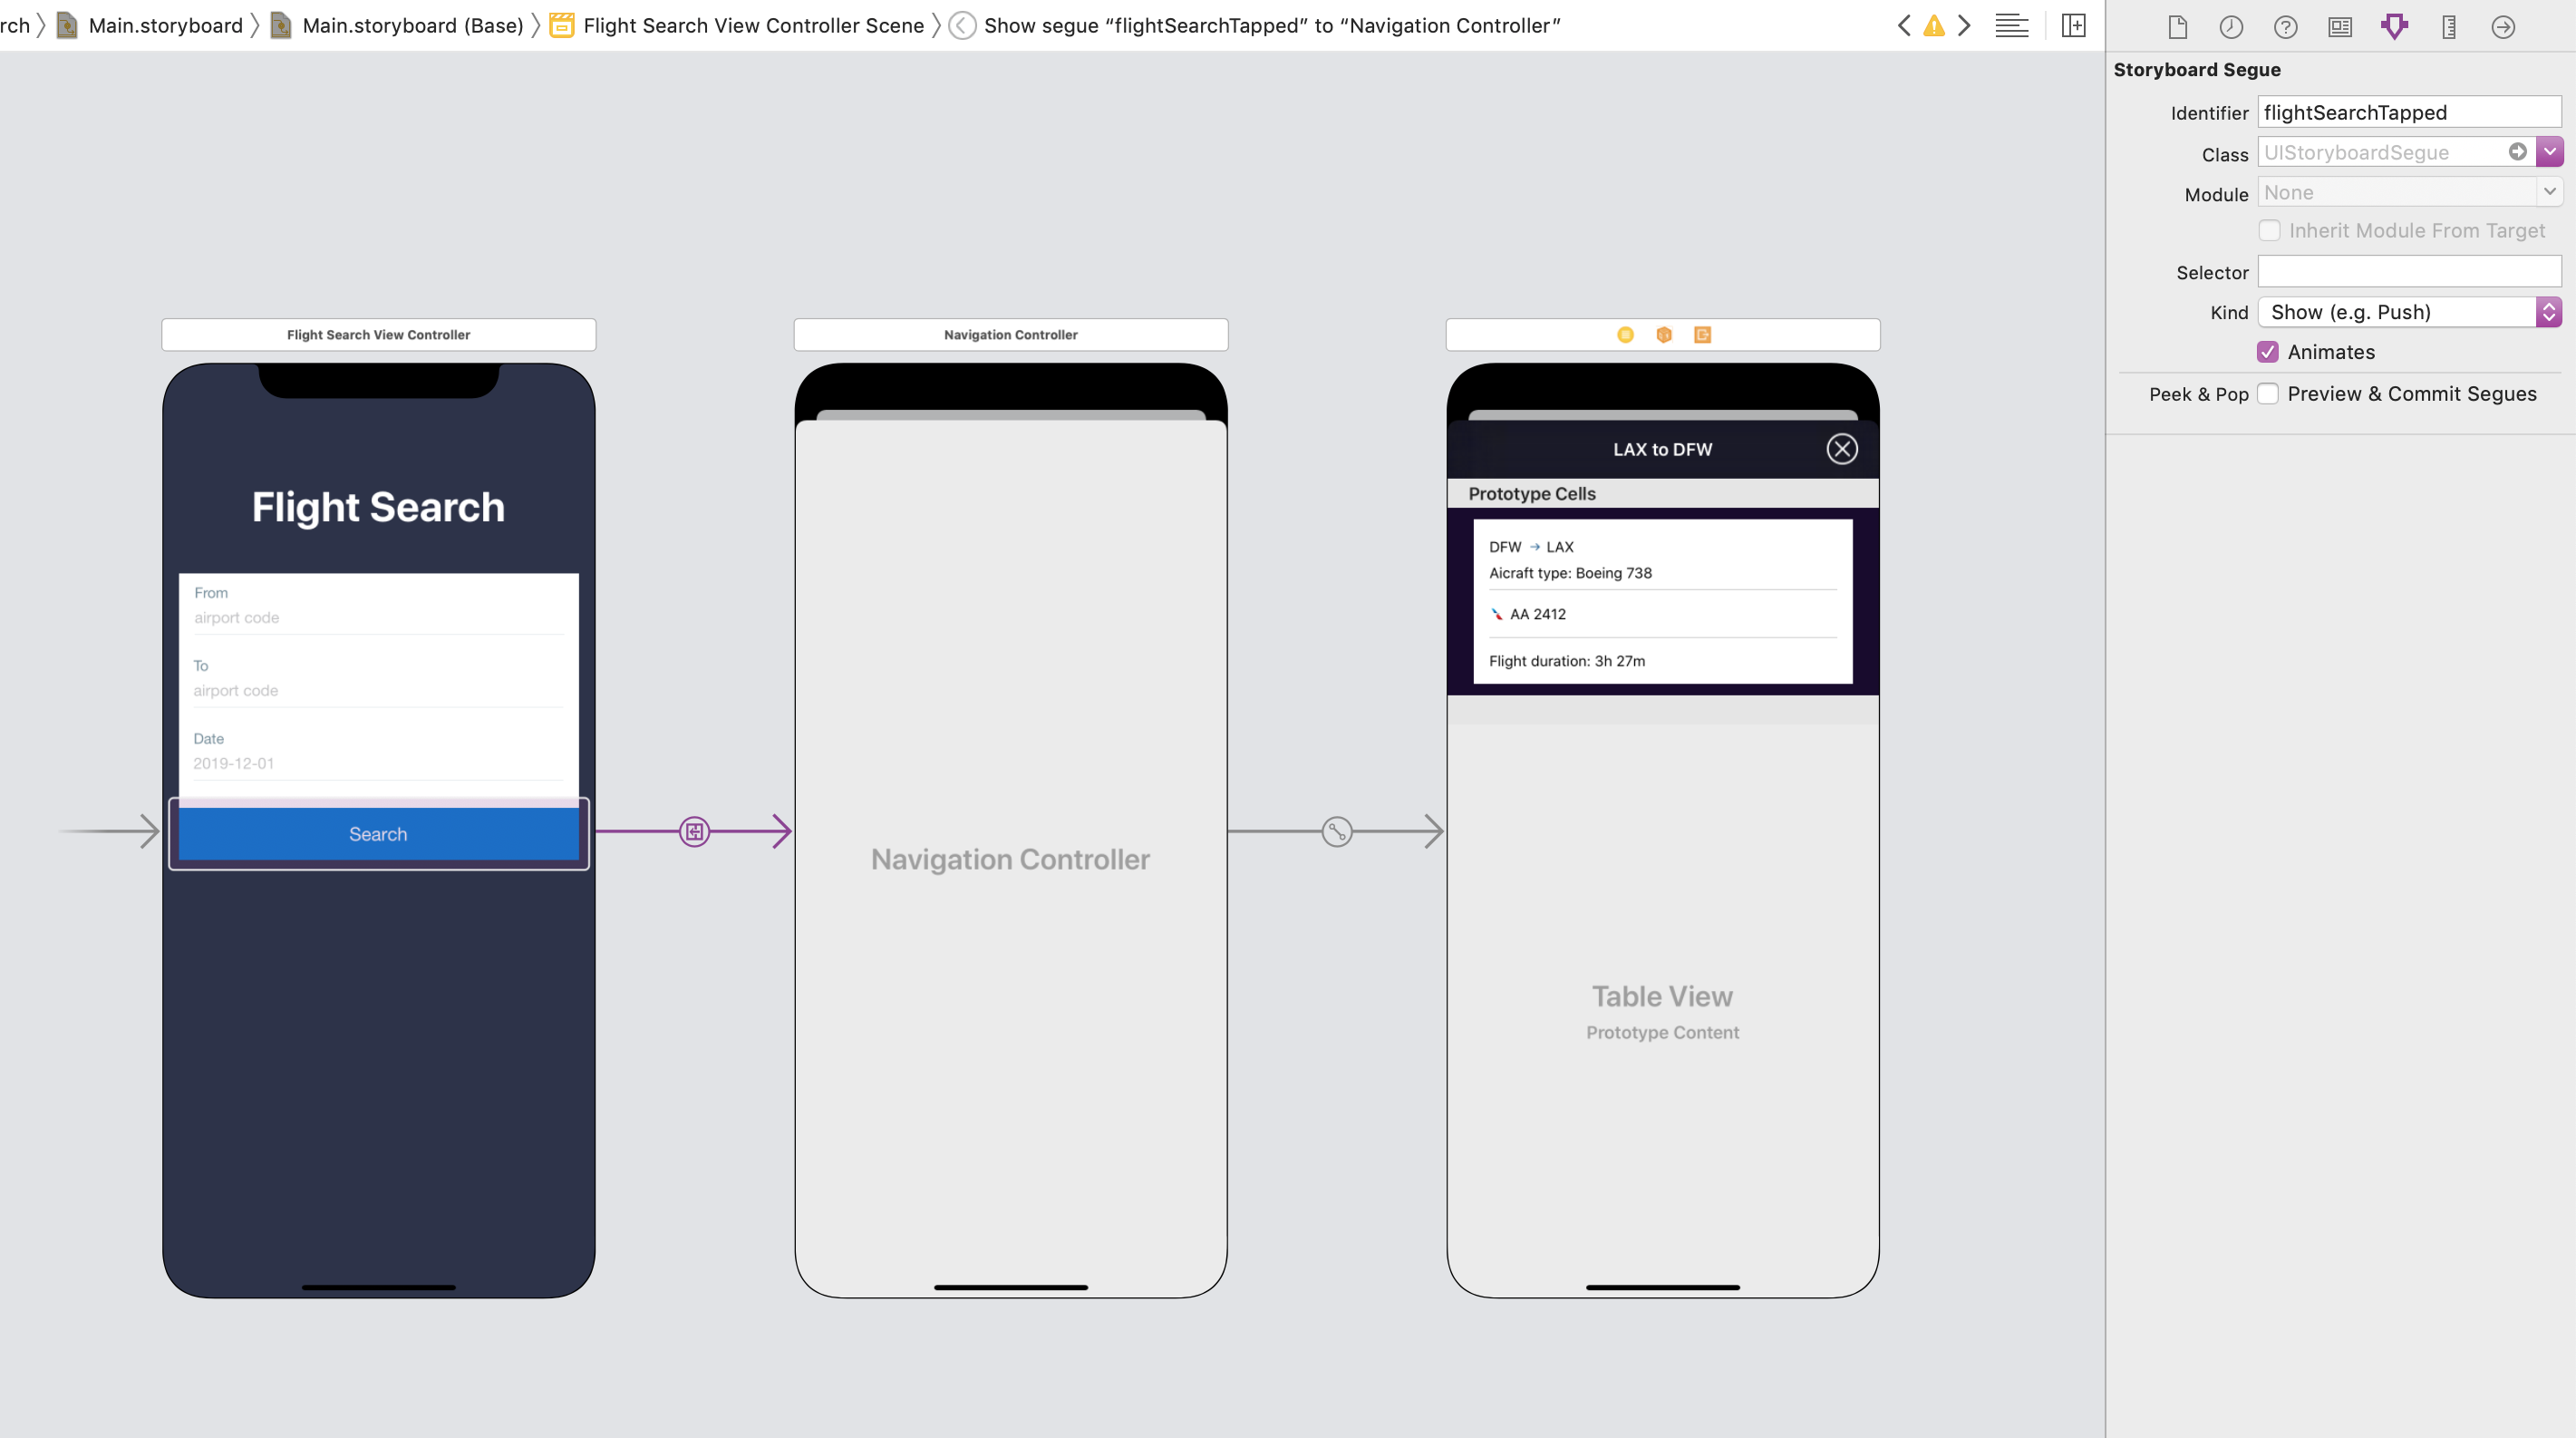 rch Main.storyboard Main.storyboard (Base) Flight Search View Controller Scene Show segue “flightSearchTapped” to “Navigation Controller”
Flight Search View Controller
Flight Search
From
airport code
To
airport code
Date
2019-12-01
Search
Navigation Controller
Navigation Controller
LAX to DFW
Prototype Cells
DFW → LAX
Aicraft type: Boeing 738
AA 2412
Flight duration: 3h 27m
Table View
Prototype Content
Storyboard Segue
Identifier flightSearchTapped
Class UIStoryboardSegue
Module None
Inherit Module From Target
Selector
Kind Show (e.g. Push)
Animates
Peek & Pop Preview & Commit Segues